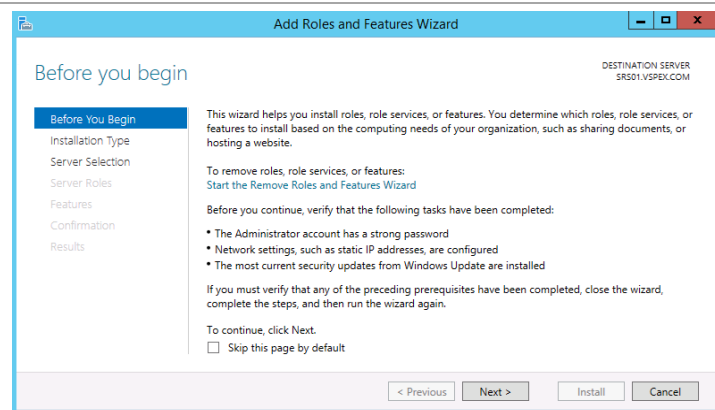 Add Roles and Features Wizard
Before you begin
DESTINATION SERVER
SRS01.VSPEX.COM
Before You Begin
Installation Type
Server Selection
Server Roles
Features
Confirmation
Results
This wizard helps you install roles, role services, or features. You determine which roles, role services, or
features to install based on the computing needs of your organization, such as sharing documents, or
hosting a website.
To remove roles, role services, or features:
Start the Remove Roles and Features Wizard
Before you continue, verify that the following tasks have been completed:
• The Administrator account has a strong password
• Network settings, such as static IP addresses, are configured
• The most current security updates from Windows Update are installed
If you must verify that any of the preceding prerequisites have been completed, close the wizard,
complete the steps, and then run the wizard again.
To continue, click Next.
Skip this page by default
< Previous
Next >
Install
Cancel